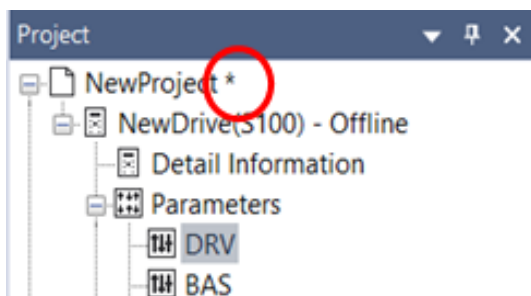 Project
NewProject *
NewDrive(S100) - Offline
Detail Information
Parameters
DRV
BAS